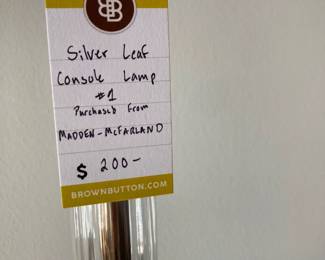 Silver Leaf
Console Lamp
#1
Purchased from
MADDEN-McFARLAND
$ 200-
BROWNBUTTON.COM